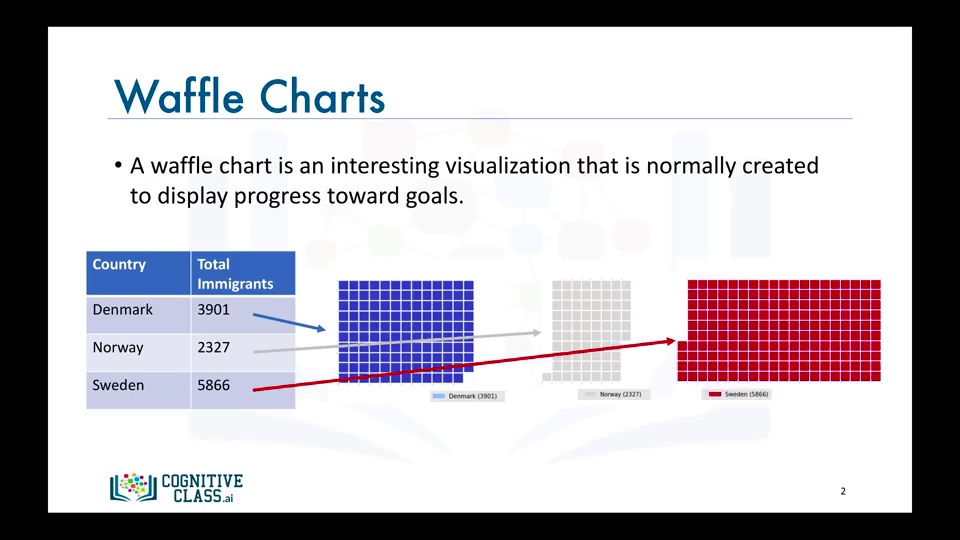 Waffle Charts
• A waffle chart is an interesting visualization that is normally created
to display progress toward goals.
Country Total
Immigrants
Denmark 3901
Norway 2327
Sweden 5866
Denmark (3901)
Norway (2327)
Sweden (5866)
COGNITIVE
CLASS.ai
2